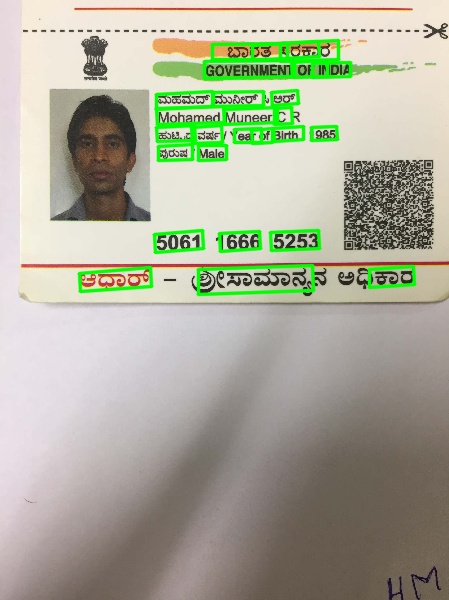 ಭಾರತ ಸರಕಾರ
GOVERNMENT OF INDIA
ಮಹಮದ್ ಮುನೀರ್ ಸಿ ಆರ್
Mohamed Muneer C R
ಹುಟ್ಟಿದ ವರ್ಷ / Year of Birth : 1985
ಪುರುಷ / Male
5061 1666 5253
ಆಧಾರ್ – ಶ್ರೀಸಾಮಾನ್ಯನ ಅಧಿಕಾರ
HM